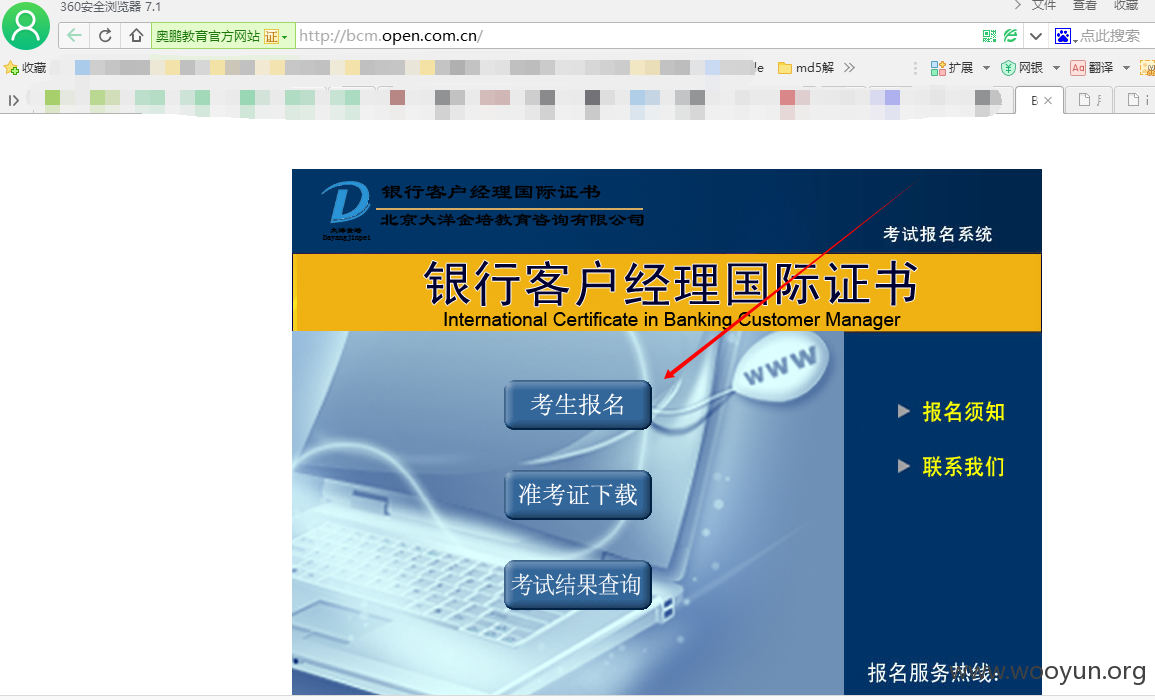 360安全浏览器 7.1
文件 查看 收藏
奥鹏教育官方网站 证 http://bcm.open.com.cn/ 点此搜索
收藏 md5解 扩展 网银 翻译
银行客户经理国际证书
北京大洋金培教育咨询有限公司
大洋金培
Dayangjinpei
考试报名系统
银行客户经理国际证书
International Certificate in Banking Customer Manager
www
考生报名
报名须知
联系我们
准考证下载
考试结果查询
报名服务热线:
www.wooyun.org